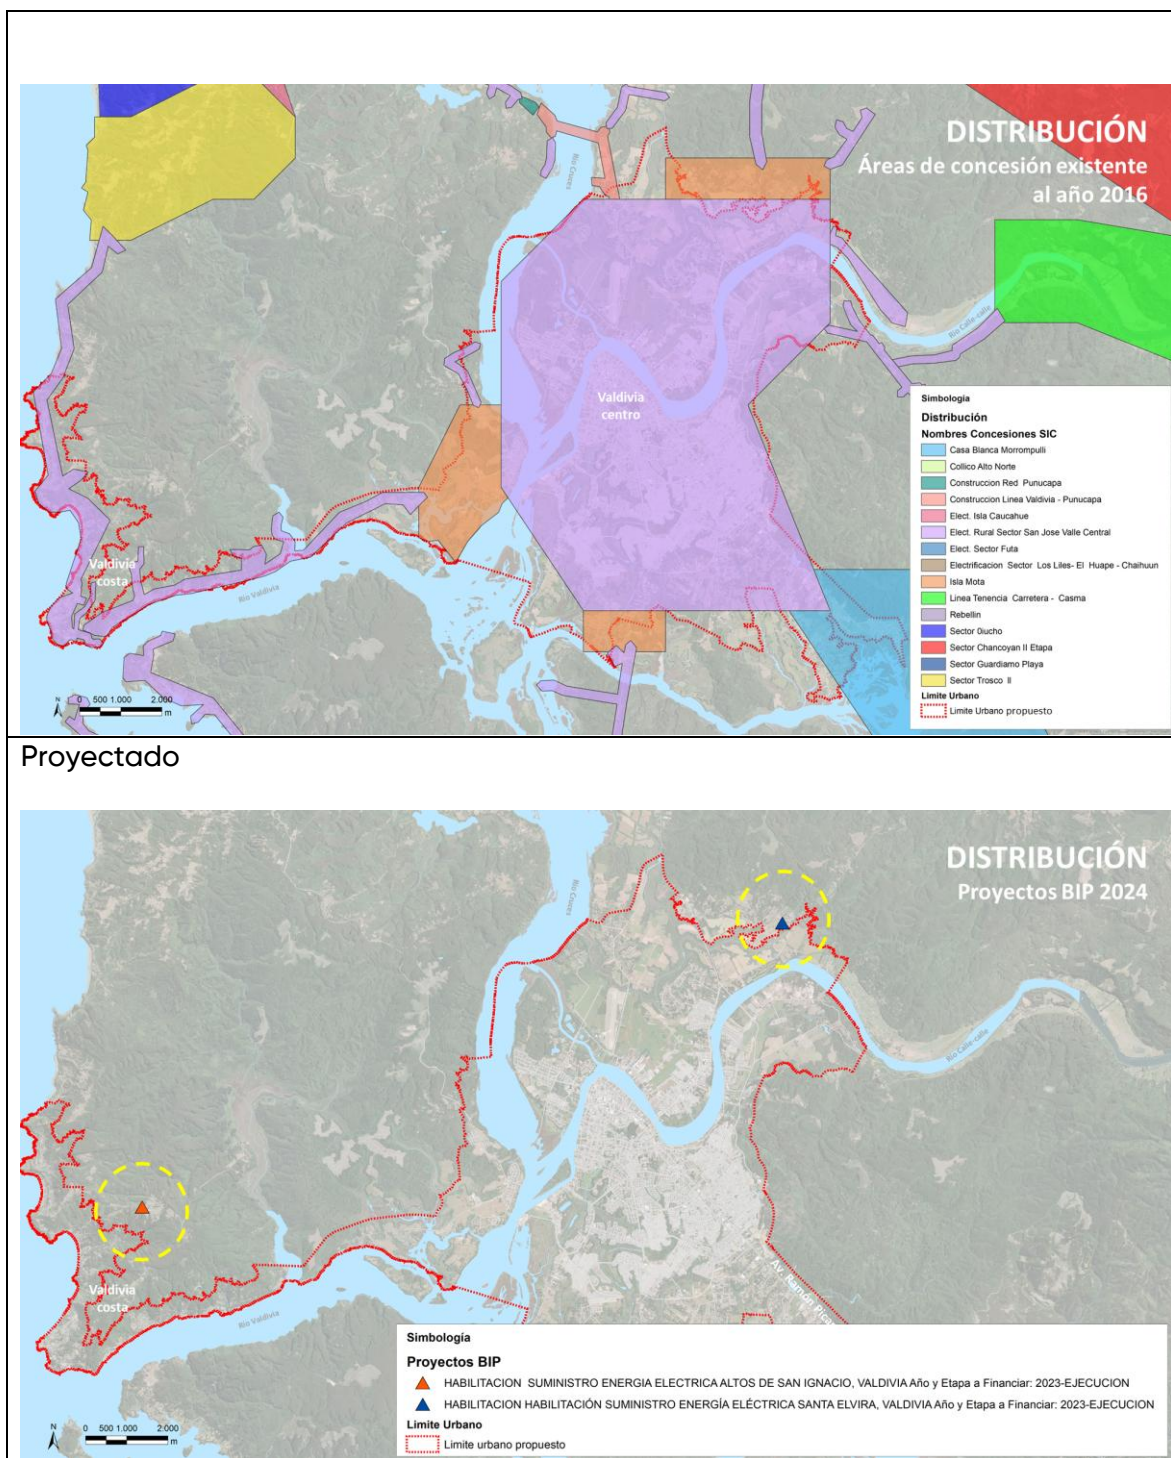 DISTRIBUCIÓN
Áreas de concesión existente
al año 2016
Río Cruces
Río Calle-calle
Valdivia
centro
Valdivia
costa
Río Valdivia
N 0 500 1.000 2.000
m
Simbología
Distribución
Nombres Concesiones SIC
Casa Blanca Morrompulli
Collico Alto Norte
Construccion Red Punucapa
Construccion Linea Valdivia - Punucapa
Elect. Isla Caucahue
Elect. Rural Sector San Jose Valle Central
Elect. Sector Futa
Electrificacion Sector Los Liles- El Huape - Chaihuun
Isla Mota
Linea Tenencia Carretera - Casma
Rebellin
Sector 0iucho
Sector Chancoyan II Etapa
Sector Guardiamo Playa
Sector Trosco II
Limite Urbano
Limite Urbano propuesto
Proyectado
DISTRIBUCIÓN
Proyectos BIP 2024
Río Cruces
Río Calle-calle
Valdivia
costa
Río Valdivia
Av. Ramón Pica
N 0 500 1.000 2.000
m
Simbología
Proyectos BIP
HABILITACION SUMINISTRO ENERGIA ELECTRICA ALTOS DE SAN IGNACIO, VALDIVIA Año y Etapa a Financiar: 2023-EJECUCION
HABILITACION HABILITACIÓN SUMINISTRO ENERGÍA ELÉCTRICA SANTA ELVIRA, VALDIVIA Año y Etapa a Financiar: 2023-EJECUCION
Limite Urbano
Limite urbano propuesto